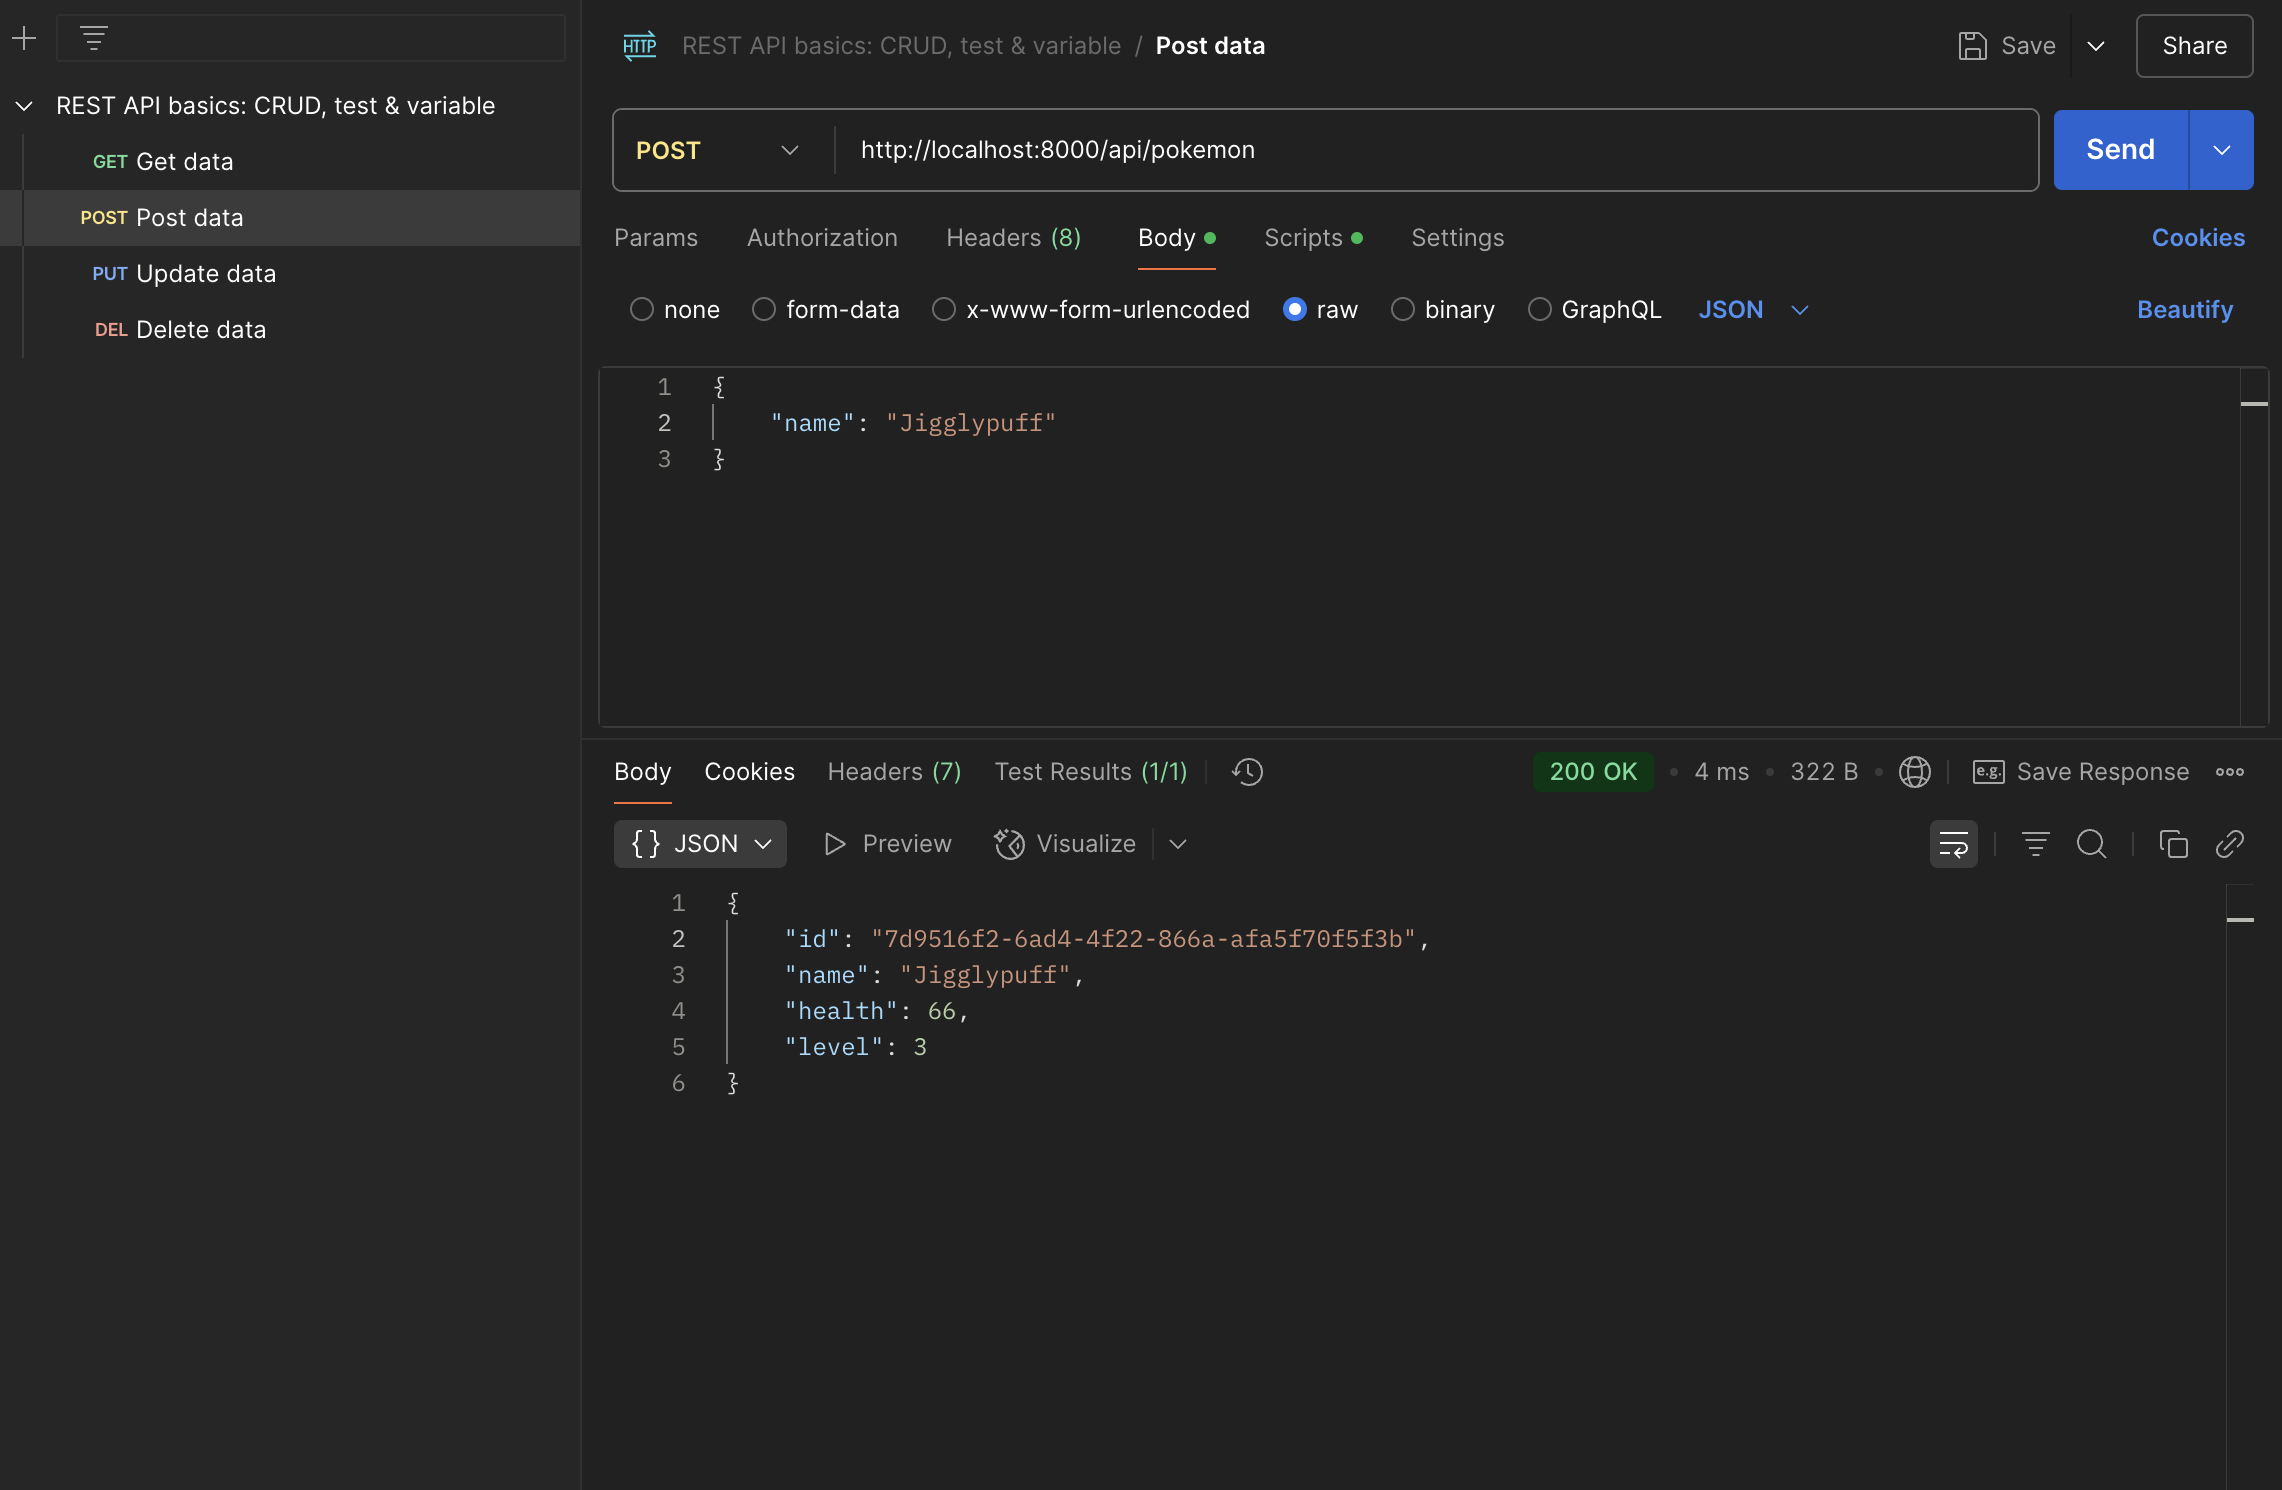 REST API basics: CRUD, test & variable
GET Get data
POST Post data
PUT Update data
DEL Delete data
HTTP REST API basics: CRUD, test & variable / Post data
Save
Share
POST http://localhost:8000/api/pokemon
Send
Params Authorization Headers (8) Body Scripts Settings Cookies
none form-data x-www-form-urlencoded raw binary GraphQL JSON Beautify
1 {
2 "name": "Jigglypuff"
3 }
Body Cookies Headers (7) Test Results (1/1) 200 OK • 4 ms • 322 B • e.g. Save Response
{} JSON Preview Visualize
1 {
2 "id": "7d9516f2-6ad4-4f22-866a-afa5f70f5f3b",
3 "name": "Jigglypuff",
4 "health": 66,
5 "level": 3
6 }